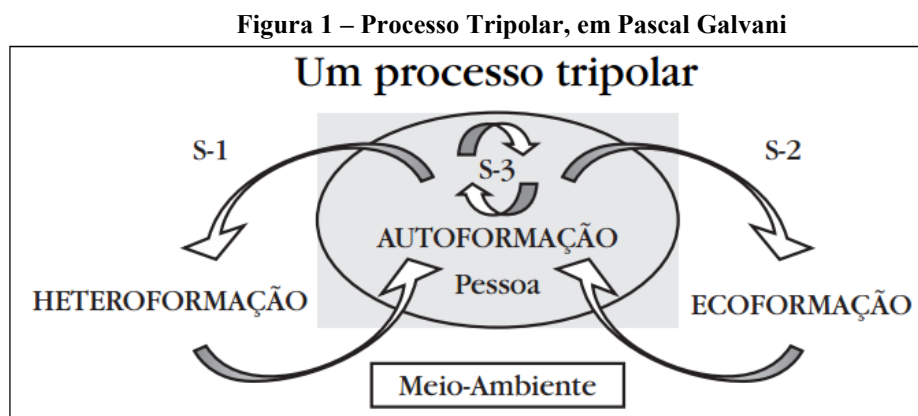 Figura 1 – Processo Tripolar, em Pascal Galvani
Um processo tripolar
S-1
S-3
S-2
AUTOFORMAÇÃO
Pessoa
HETEROFORMAÇÃO
ECOFORMAÇÃO
Meio-Ambiente